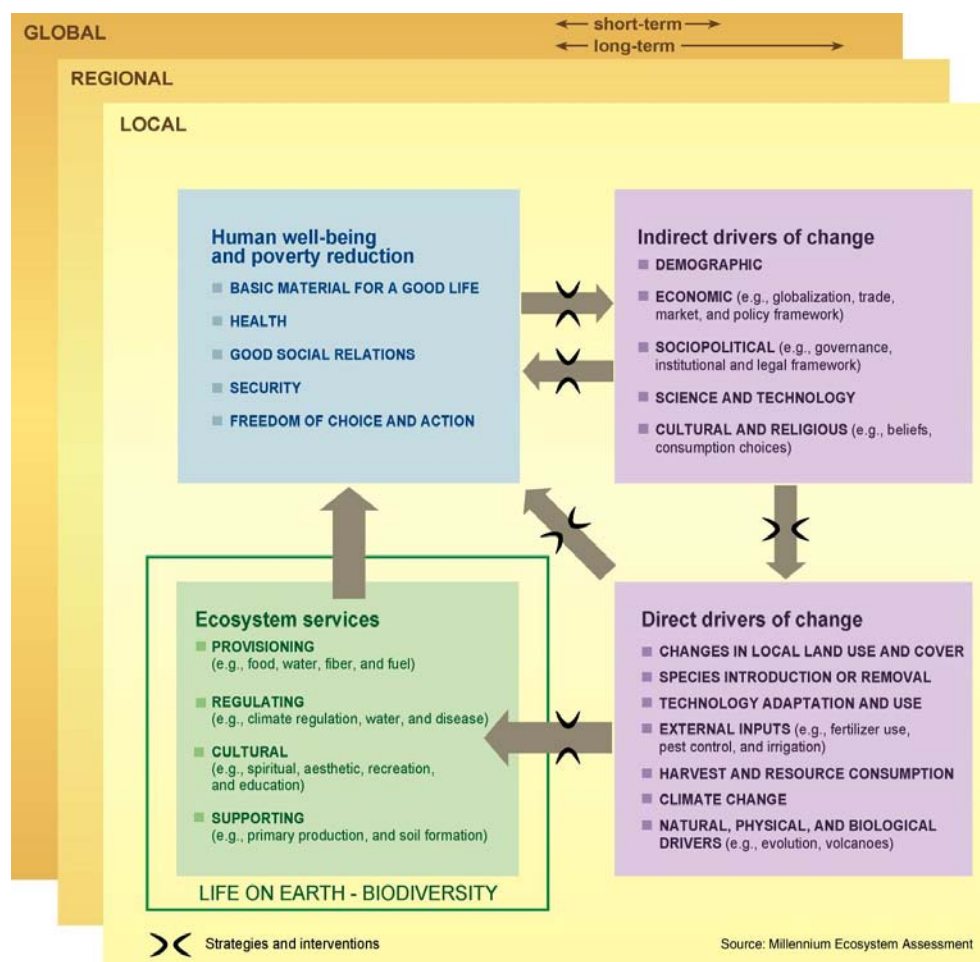 GLOBAL
short-term
long-term
REGIONAL
LOCAL
Human well-being
and poverty reduction
BASIC MATERIAL FOR A GOOD LIFE
HEALTH
GOOD SOCIAL RELATIONS
SECURITY
FREEDOM OF CHOICE AND ACTION
Indirect drivers of change
DEMOGRAPHIC
ECONOMIC (e.g., globalization, trade,
market, and policy framework)
SOCIOPOLITICAL (e.g., governance,
institutional and legal framework)
SCIENCE AND TECHNOLOGY
CULTURAL AND RELIGIOUS (e.g., beliefs,
consumption choices)
Ecosystem services
PROVISIONING
(e.g., food, water, fiber, and fuel)
REGULATING
(e.g., climate regulation, water, and disease)
CULTURAL
(e.g., spiritual, aesthetic, recreation,
and education)
SUPPORTING
(e.g., primary production, and soil formation)
LIFE ON EARTH - BIODIVERSITY
Direct drivers of change
CHANGES IN LOCAL LAND USE AND COVER
SPECIES INTRODUCTION OR REMOVAL
TECHNOLOGY ADAPTATION AND USE
EXTERNAL INPUTS (e.g., fertilizer use,
pest control, and irrigation)
HARVEST AND RESOURCE CONSUMPTION
CLIMATE CHANGE
NATURAL, PHYSICAL, AND BIOLOGICAL
DRIVERS (e.g., evolution, volcanoes)
Strategies and interventions
Source: Millennium Ecosystem Assessment